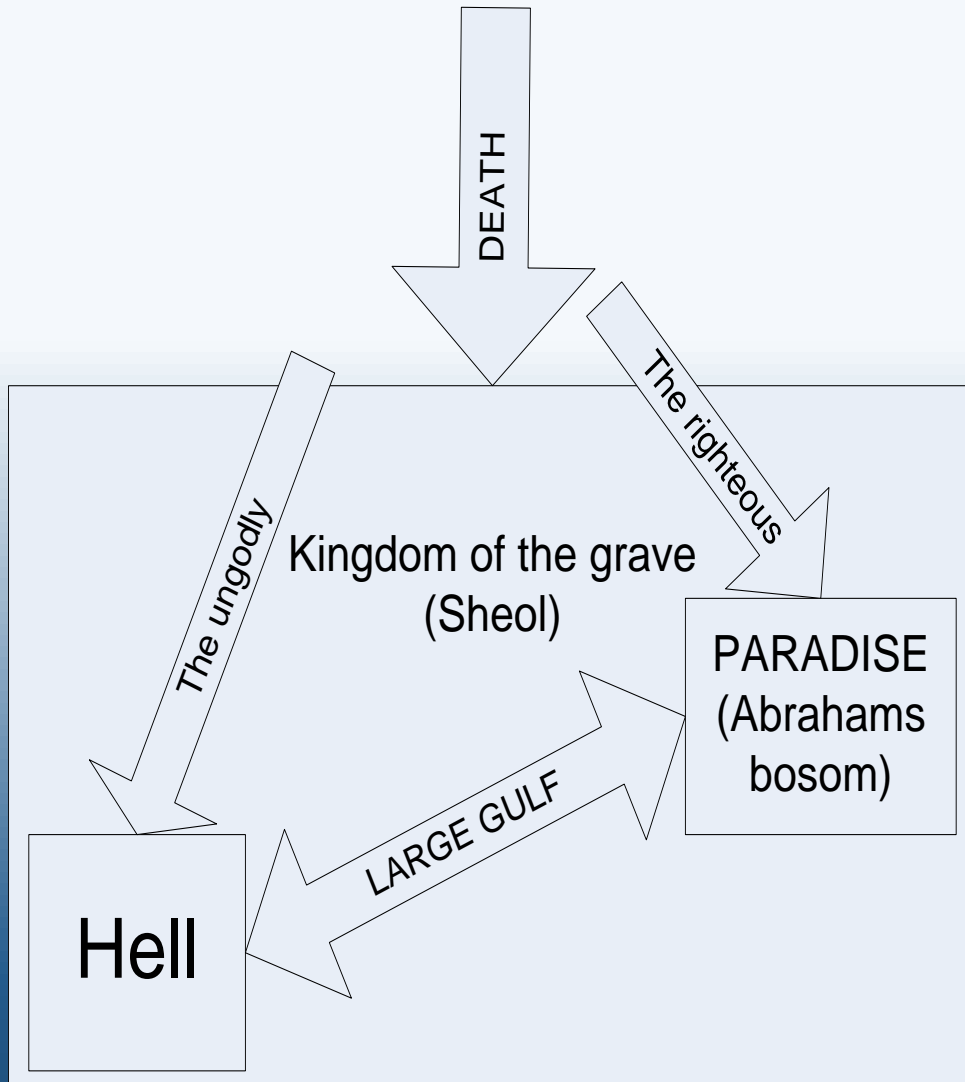 DEATH
The righteous
The ungodly
Kingdom of the grave
(Sheol)
PARADISE
(Abrahams
bosom)
LARGE GULF
Hell